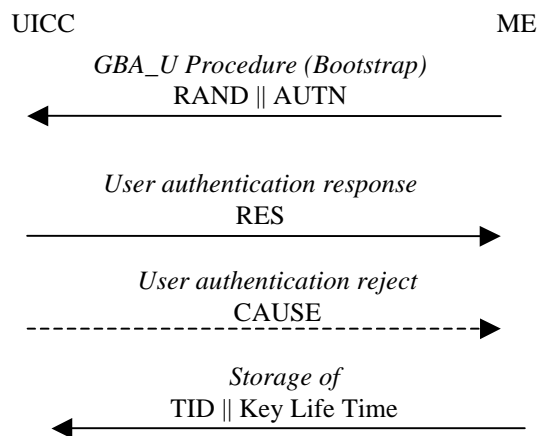 UICC ME
GBA_U Procedure (Bootstrap)
RAND || AUTN
User authentication response
RES
User authentication reject
CAUSE
Storage of
TID || Key Life Time